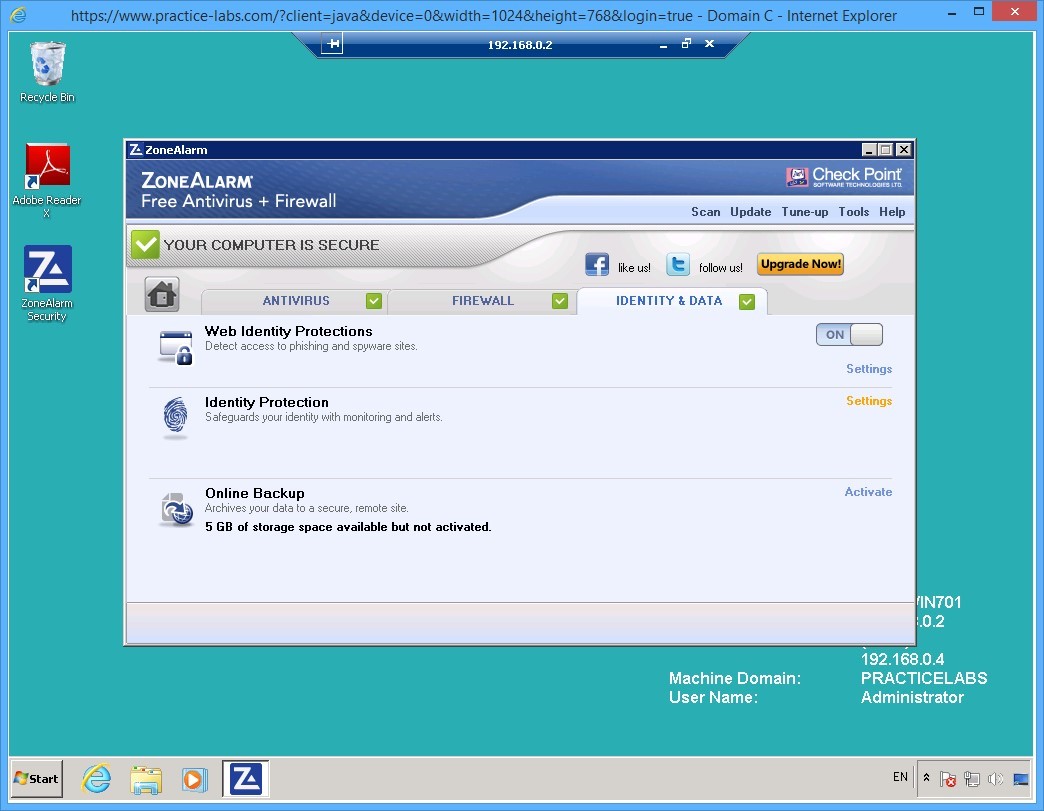 https://www.practice-labs.com/?client=java&device=0&width=1024&height=768&login=true - Domain C - Internet Explorer
192.168.0.2
Recycle Bin
Adobe Reader
X
ZoneAlarm
Security
ZoneAlarm
ZONEALARM
Free Antivirus + Firewall
Check Point
SOFTWARE TECHNOLOGIES LTD.
Scan Update Tune-up Tools Help
YOUR COMPUTER IS SECURE
like us! follow us! Upgrade Now!
ANTIVIRUS FIREWALL IDENTITY & DATA
Web Identity Protections
Detect access to phishing and spyware sites.
ON
Settings
Identity Protection
Safeguards your identity with monitoring and alerts.
Settings
Online Backup
Archives your data to a secure, remote site.
5 GB of storage space available but not activated.
Activate
IN701
.0.2
192.168.0.4
Machine Domain: PRACTICELABS
User Name: Administrator
Start
EN